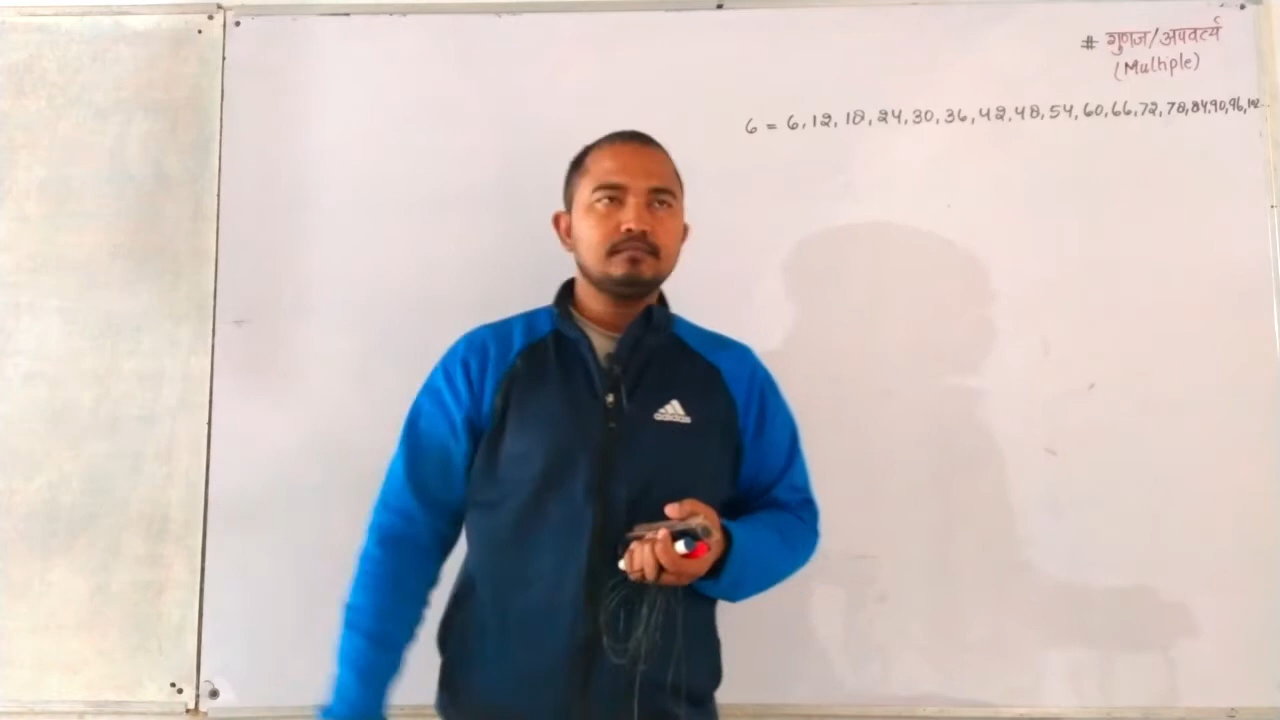 # गुणज/अपवर्त्य
(Multiple)
6 = 6, 12, 18, 24, 30, 36, 42, 48, 54, 60, 66, 72, 78, 84, 90, 96, 102...
adidas